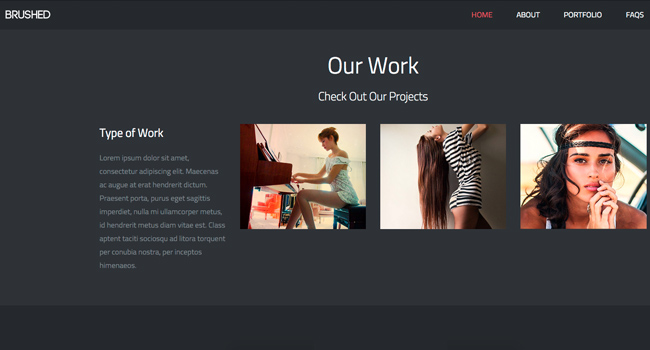 BRUSHED
HOME ABOUT PORTFOLIO FAQS
Our Work
Check Out Our Projects
Type of Work
Lorem ipsum dolor sit amet,
consectetur adipiscing elit. Maecenas
ac augue at erat hendrerit dictum.
Praesent porta, purus eget sagittis
imperdiet, nulla mi ullamcorper metus,
id hendrerit metus diam vitae est. Class
aptent taciti sociosqu ad litora torquent
per conubia nostra, per inceptos
himenaeos.